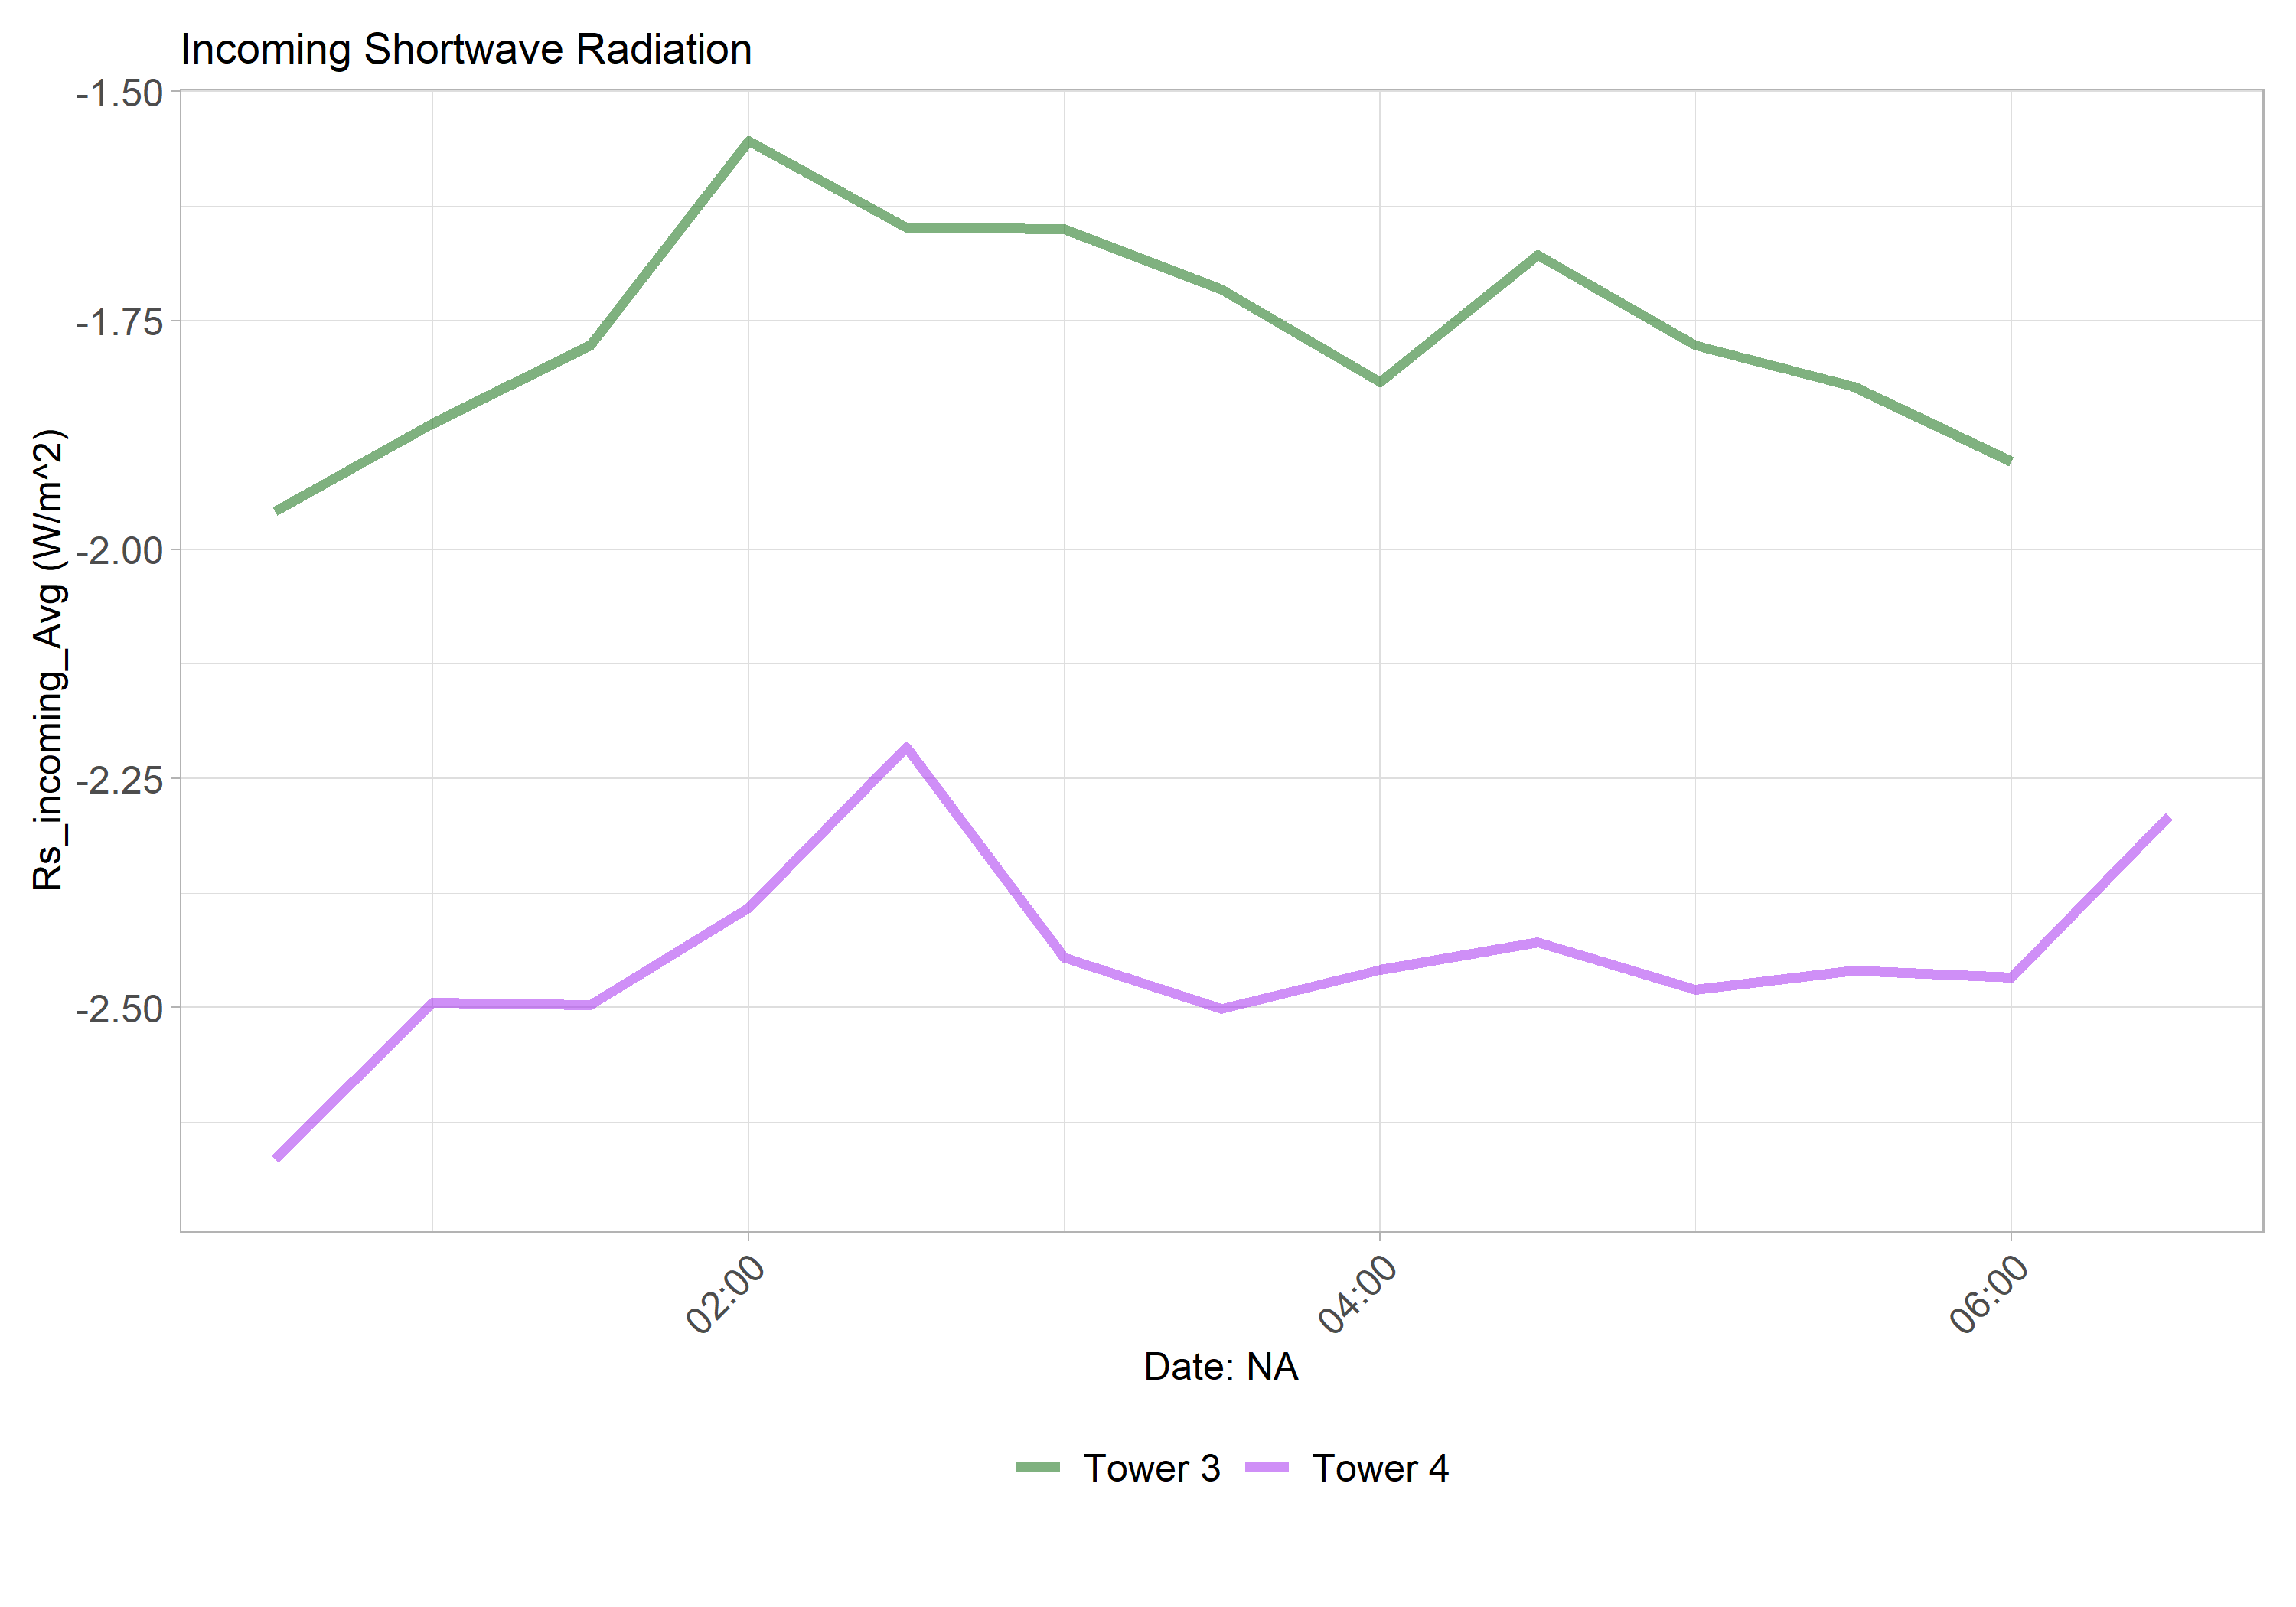 Incoming Shortwave Radiation
Rs_incoming_Avg (W/m^2)
-1.50
-1.75
-2.00
-2.25
-2.50
02:00
04:00
06:00
Date: NA
Tower 3
Tower 4